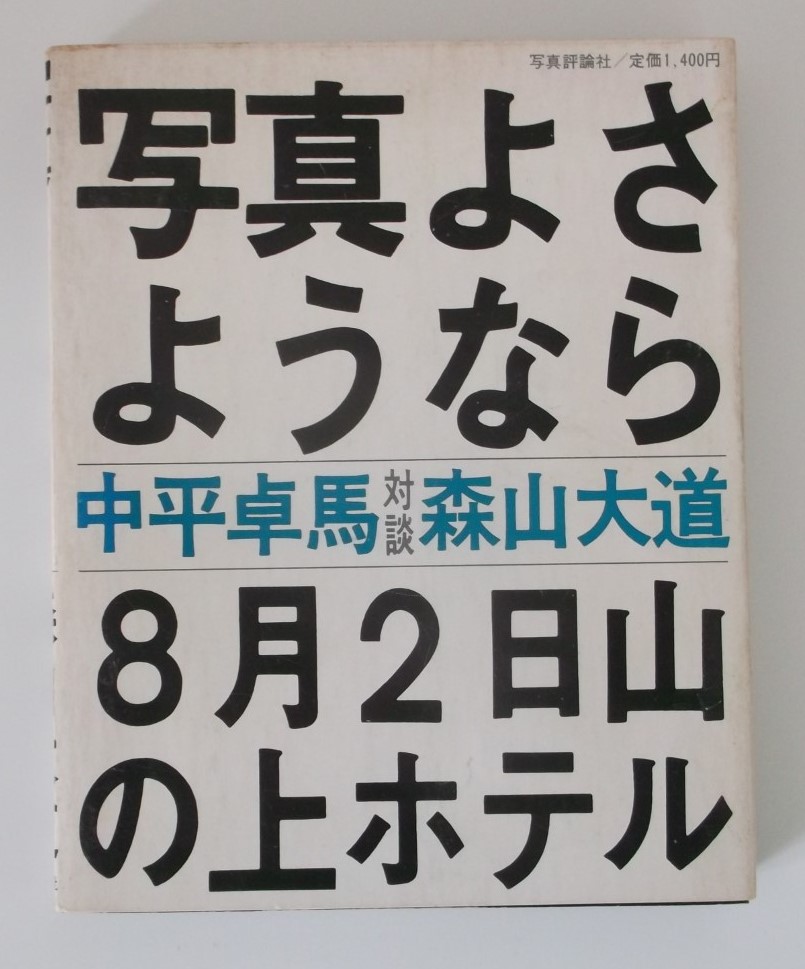 写真評論社／定価1,400円
写真よさ
ようなら
中平卓馬対談森山大道
8月2日山
の上ホテル